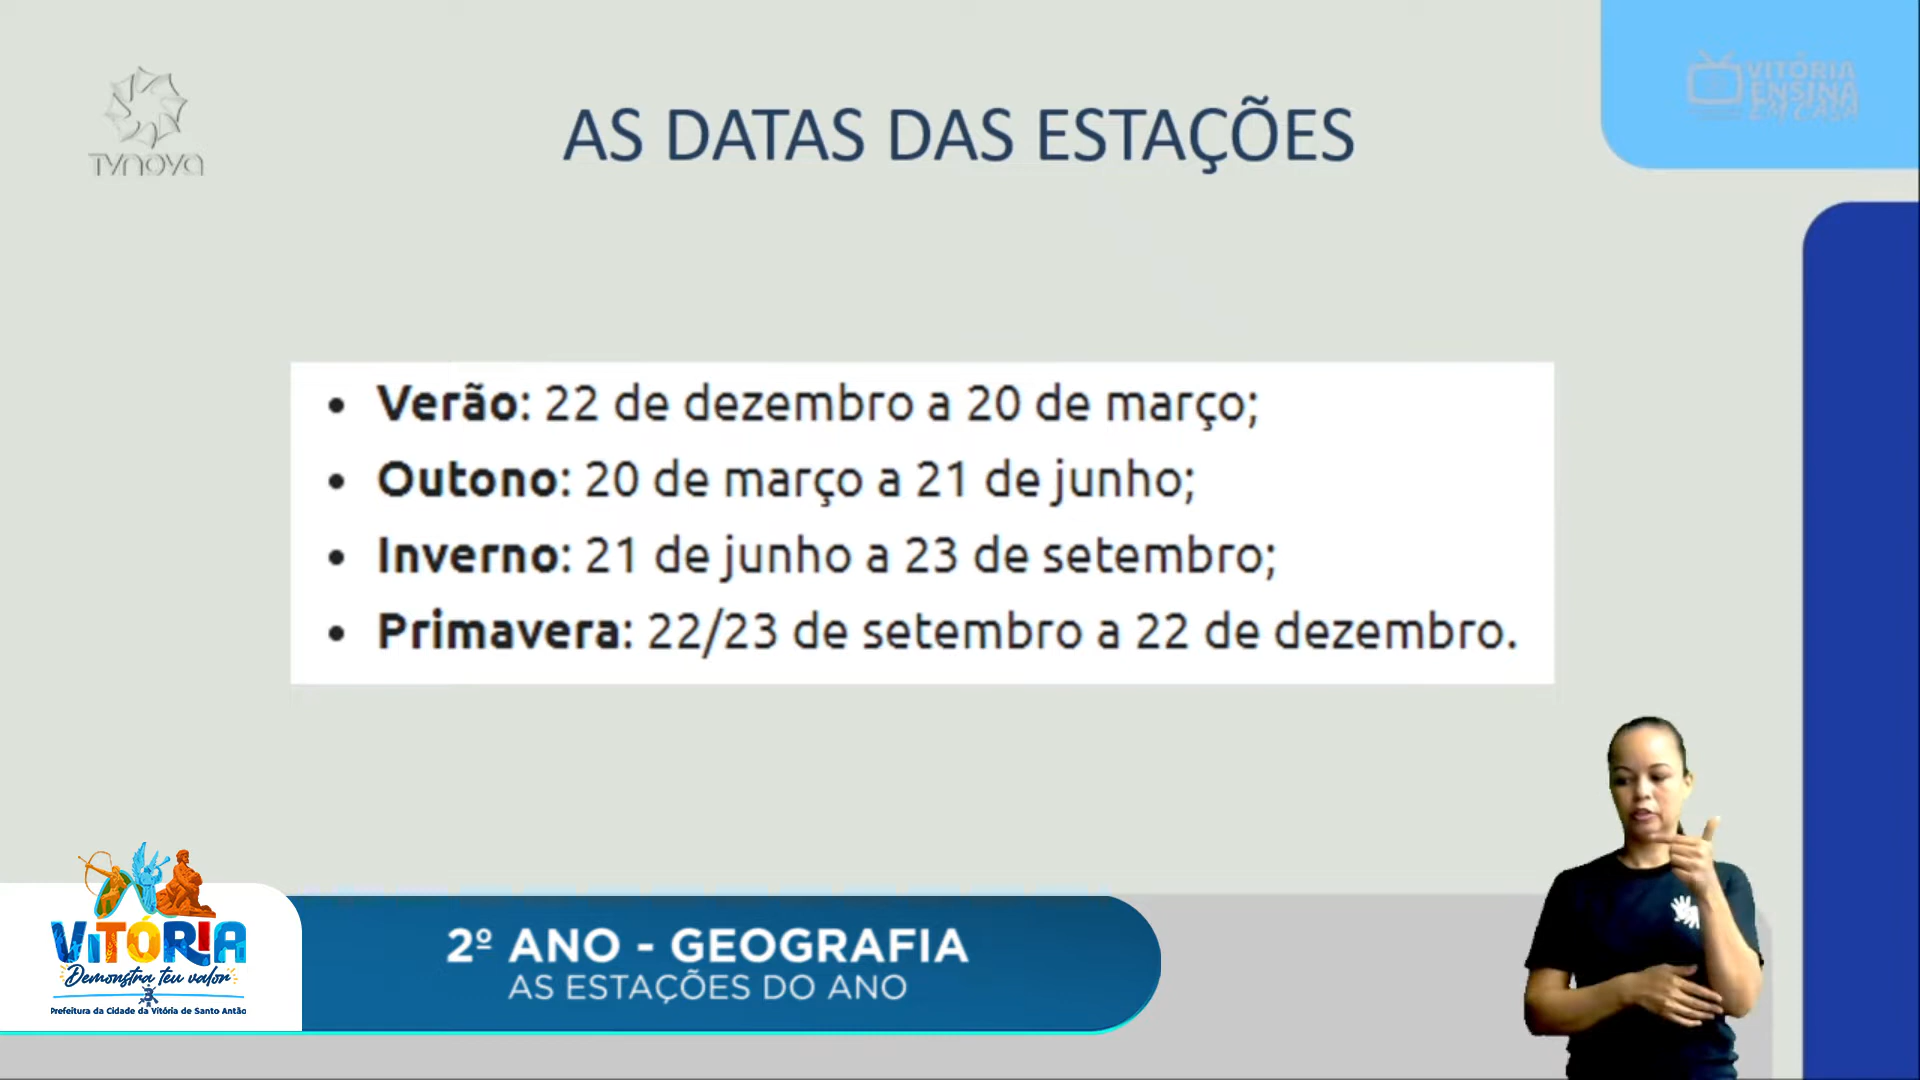 TVNOVA
VITÓRIA
ENSINA
EM CASA
AS DATAS DAS ESTAÇÕES
• Verão: 22 de dezembro a 20 de março;
• Outono: 20 de março a 21 de junho;
• Inverno: 21 de junho a 23 de setembro;
• Primavera: 22/23 de setembro a 22 de dezembro.
VITÓRIA
Demonstra teu valor
Prefeitura da Cidade da Vitória de Santo Antão
2º ANO - GEOGRAFIA
AS ESTAÇÕES DO ANO